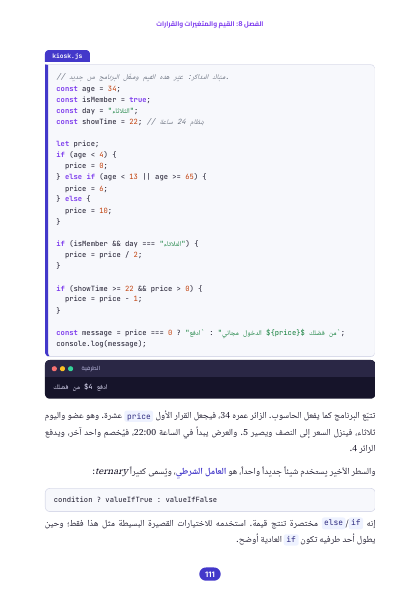 الفصل 8: القيم والمتغيرات والقرارات
kiosk.js
// شباك التذاكر: غيّر هذه القيم وشغّل البرنامج من جديد.
const age = 34;
const isMember = true;
const day = "الثلاثاء";
const showTime = 22; // بنظام 24 ساعة
let price;
if (age < 4) {
price = 0;
} else if (age < 13 || age >= 65) {
price = 6;
} else {
price = 10;
}
if (isMember && day === "الثلاثاء") {
price = price / 2;
}
if (showTime >= 22 && price > 0) {
price = price - 1;
}
const message = price === 0 ? "الدخول مجاني" : `ادفع ${price}$ من فضلك`;
console.log(message);
الطرفية
ادفع 4$ من فضلك
تتبّع البرنامج كما يفعل الحاسوب. الزائر عمره 34، فيجعل القرار الأول price عشرة. وهو عضو واليوم
ثلاثاء، فينزل السعر إلى النصف ويصير 5. والعرض يبدأ في الساعة 22:00، فيُخصم واحد آخر، ويدفع
الزائر 4.
والسطر الأخير يستخدم شيئاً جديداً واحداً، هو العامل الشرطي، ويُسمى كثيراً ternary:
condition ? valueIfTrue : valueIfFalse
إنه if / else مختصرة تنتج قيمة. استخدمه للاختيارات القصيرة البسيطة مثل هذا فقط؛ وحين
يطول أحد طرفيه تكون if العادية أوضح.
111